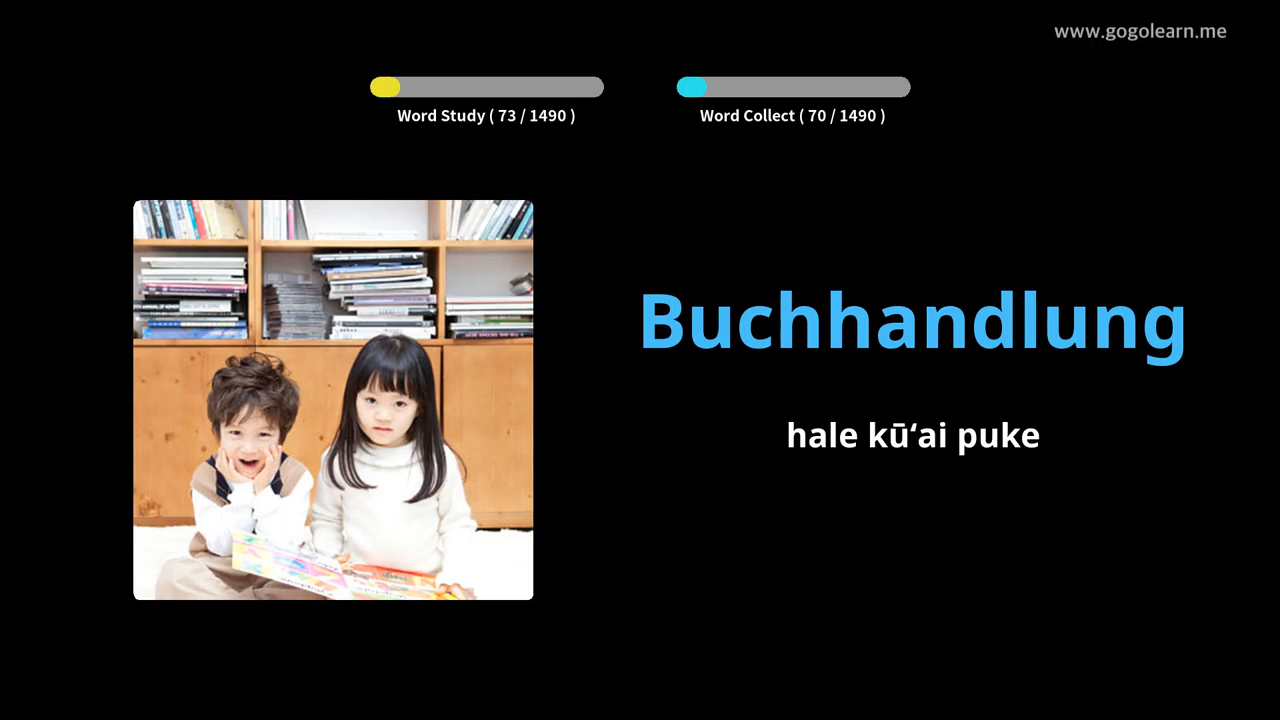 www.gogolearn.me
Word Study ( 73 / 1490 )
Word Collect ( 70 / 1490 )
Buchhandlung
hale kūʻai puke